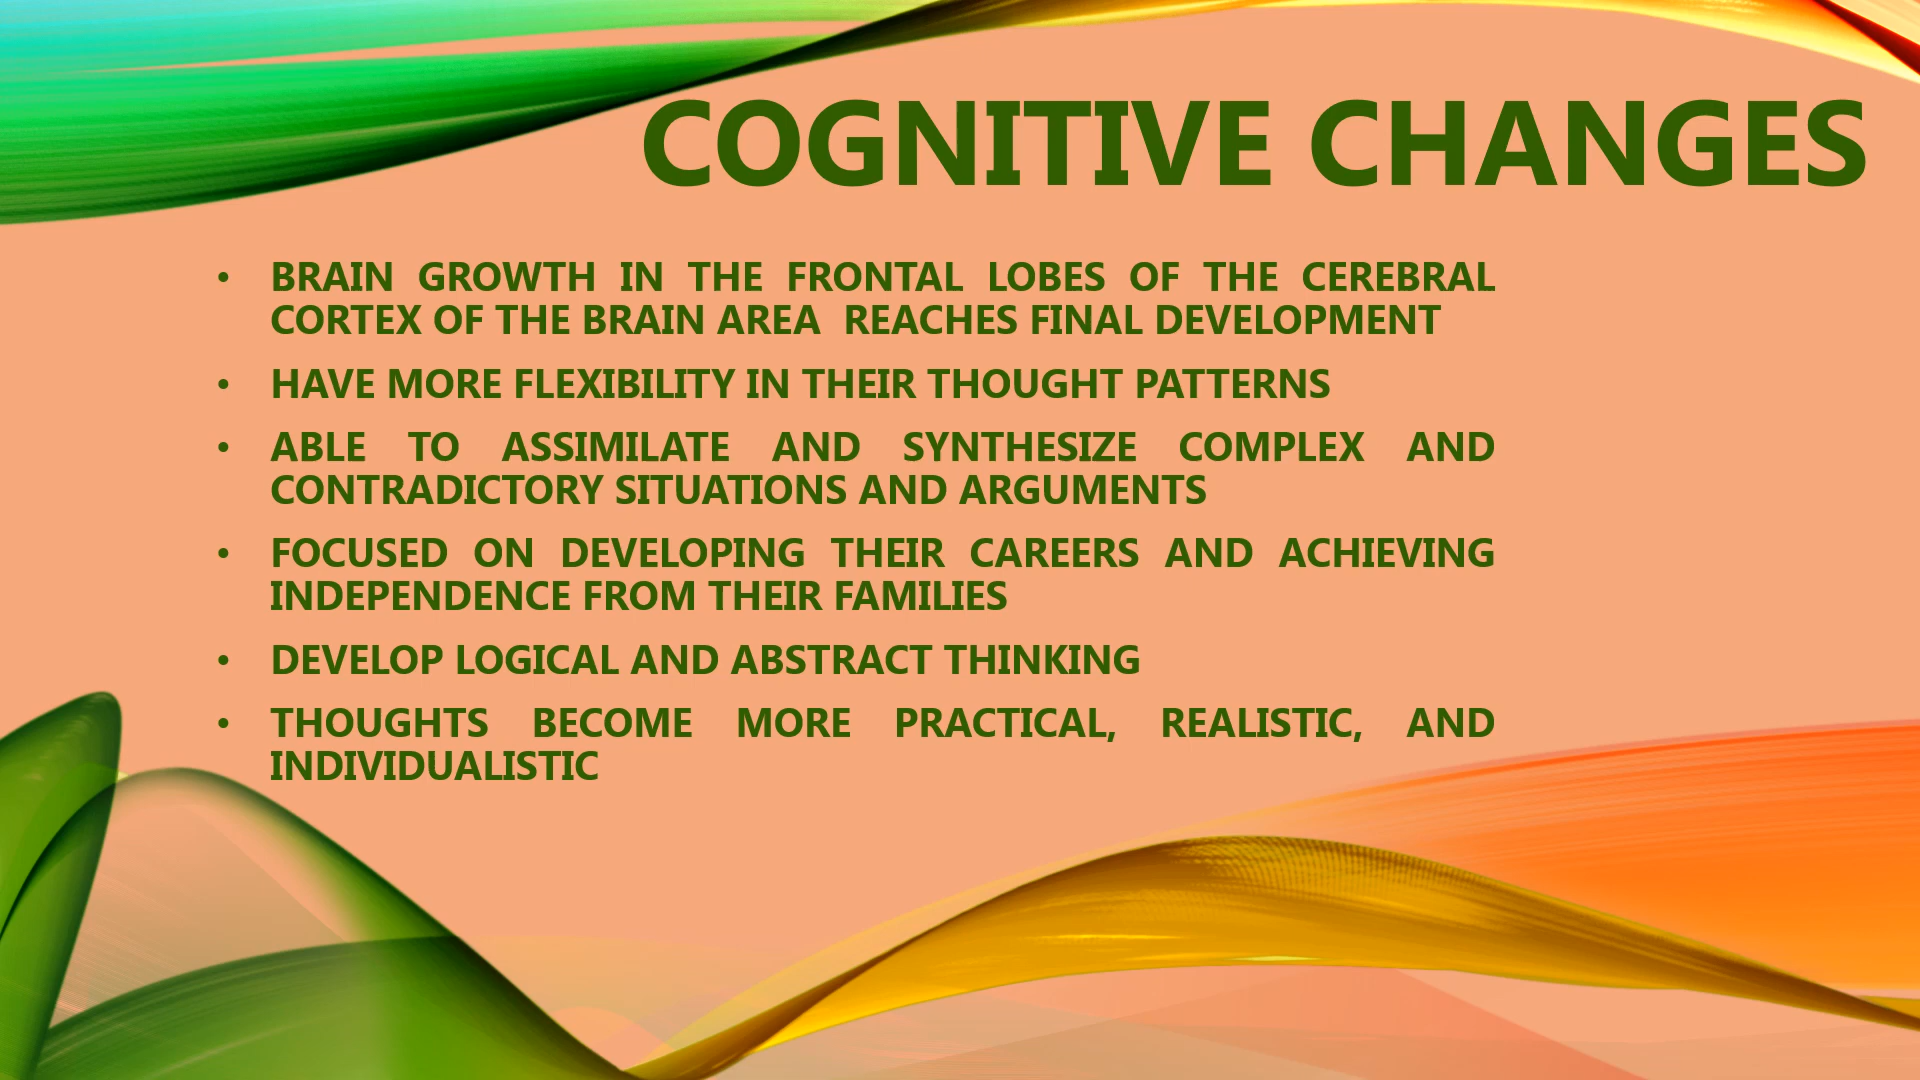 COGNITIVE CHANGES
• BRAIN GROWTH IN THE FRONTAL LOBES OF THE CEREBRAL
CORTEX OF THE BRAIN AREA  REACHES FINAL DEVELOPMENT
• HAVE MORE FLEXIBILITY IN THEIR THOUGHT PATTERNS
• ABLE TO ASSIMILATE AND SYNTHESIZE COMPLEX AND
CONTRADICTORY SITUATIONS AND ARGUMENTS
• FOCUSED ON DEVELOPING THEIR CAREERS AND ACHIEVING
INDEPENDENCE FROM THEIR FAMILIES
• DEVELOP LOGICAL AND ABSTRACT THINKING
• THOUGHTS BECOME MORE PRACTICAL, REALISTIC, AND
INDIVIDUALISTIC